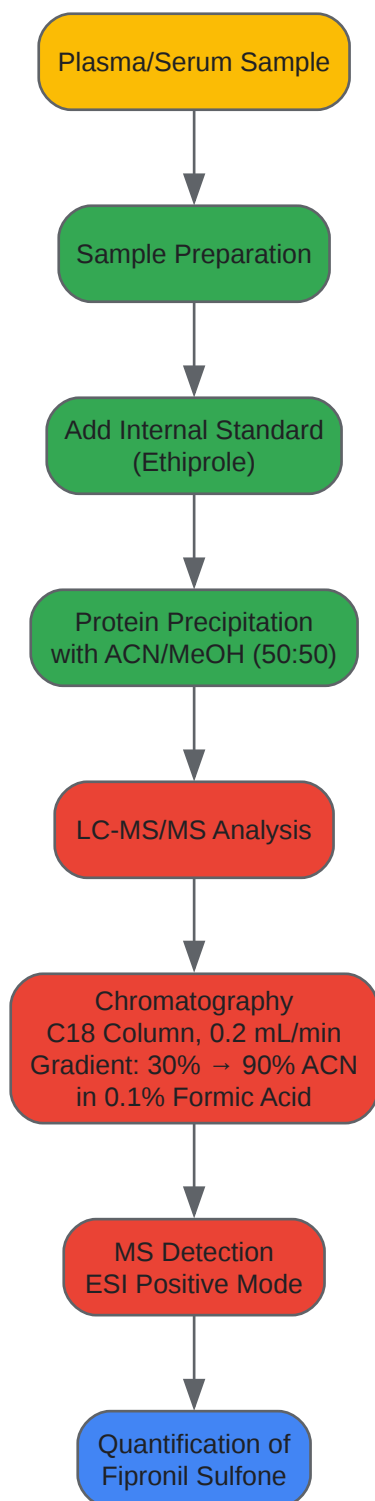 Plasma/Serum Sample
Sample Preparation
Add Internal Standard
(Ethiprole)
Protein Precipitation
with ACN/MeOH (50:50)
LC-MS/MS Analysis
Chromatography
C18 Column, 0.2 mL/min
Gradient: 30% → 90% ACN
in 0.1% Formic Acid
MS Detection
ESI Positive Mode
Quantification of
Fipronil Sulfone